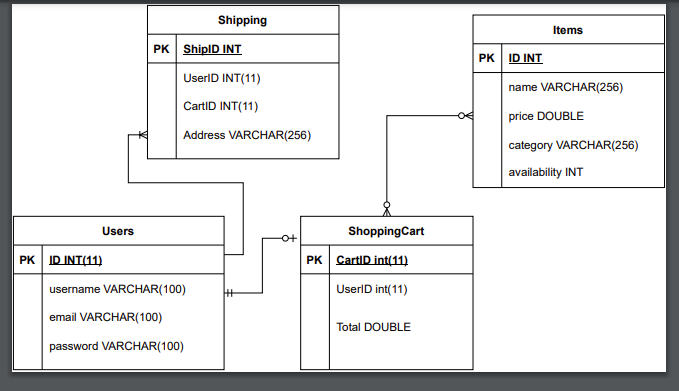 Shipping
PK ShipID INT
UserID INT(11)
CartID INT(11)
Address VARCHAR(256)
Items
PK ID INT
name VARCHAR(256)
price DOUBLE
category VARCHAR(256)
availability INT
Users
PK ID INT(11)
username VARCHAR(100)
email VARCHAR(100)
password VARCHAR(100)
ShoppingCart
PK CartID int(11)
UserID int(11)
Total DOUBLE